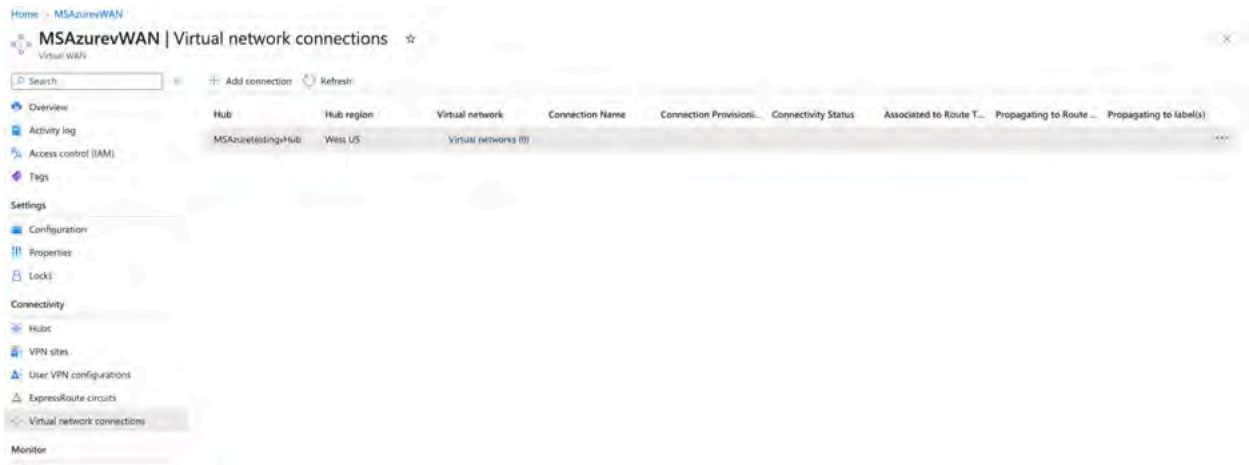 Home > MSAzurevWAN
MSAzurevWAN | Virtual network connections
Virtual WAN
Search
+ Add connection Refresh
Overview
Activity log
Access control (IAM)
Tags
Settings
Configuration
Properties
Locks
Connectivity
Hubs
VPN sites
User VPN configurations
ExpressRoute circuits
Virtual network connections
Monitor
Hub Hub region Virtual network Connection Name Connection Provisioni... Connectivity Status Associated to Route T... Propagating to Route ... Propagating to label(s)
MSAzuretestingvHub West US Virtual networks (0) ...